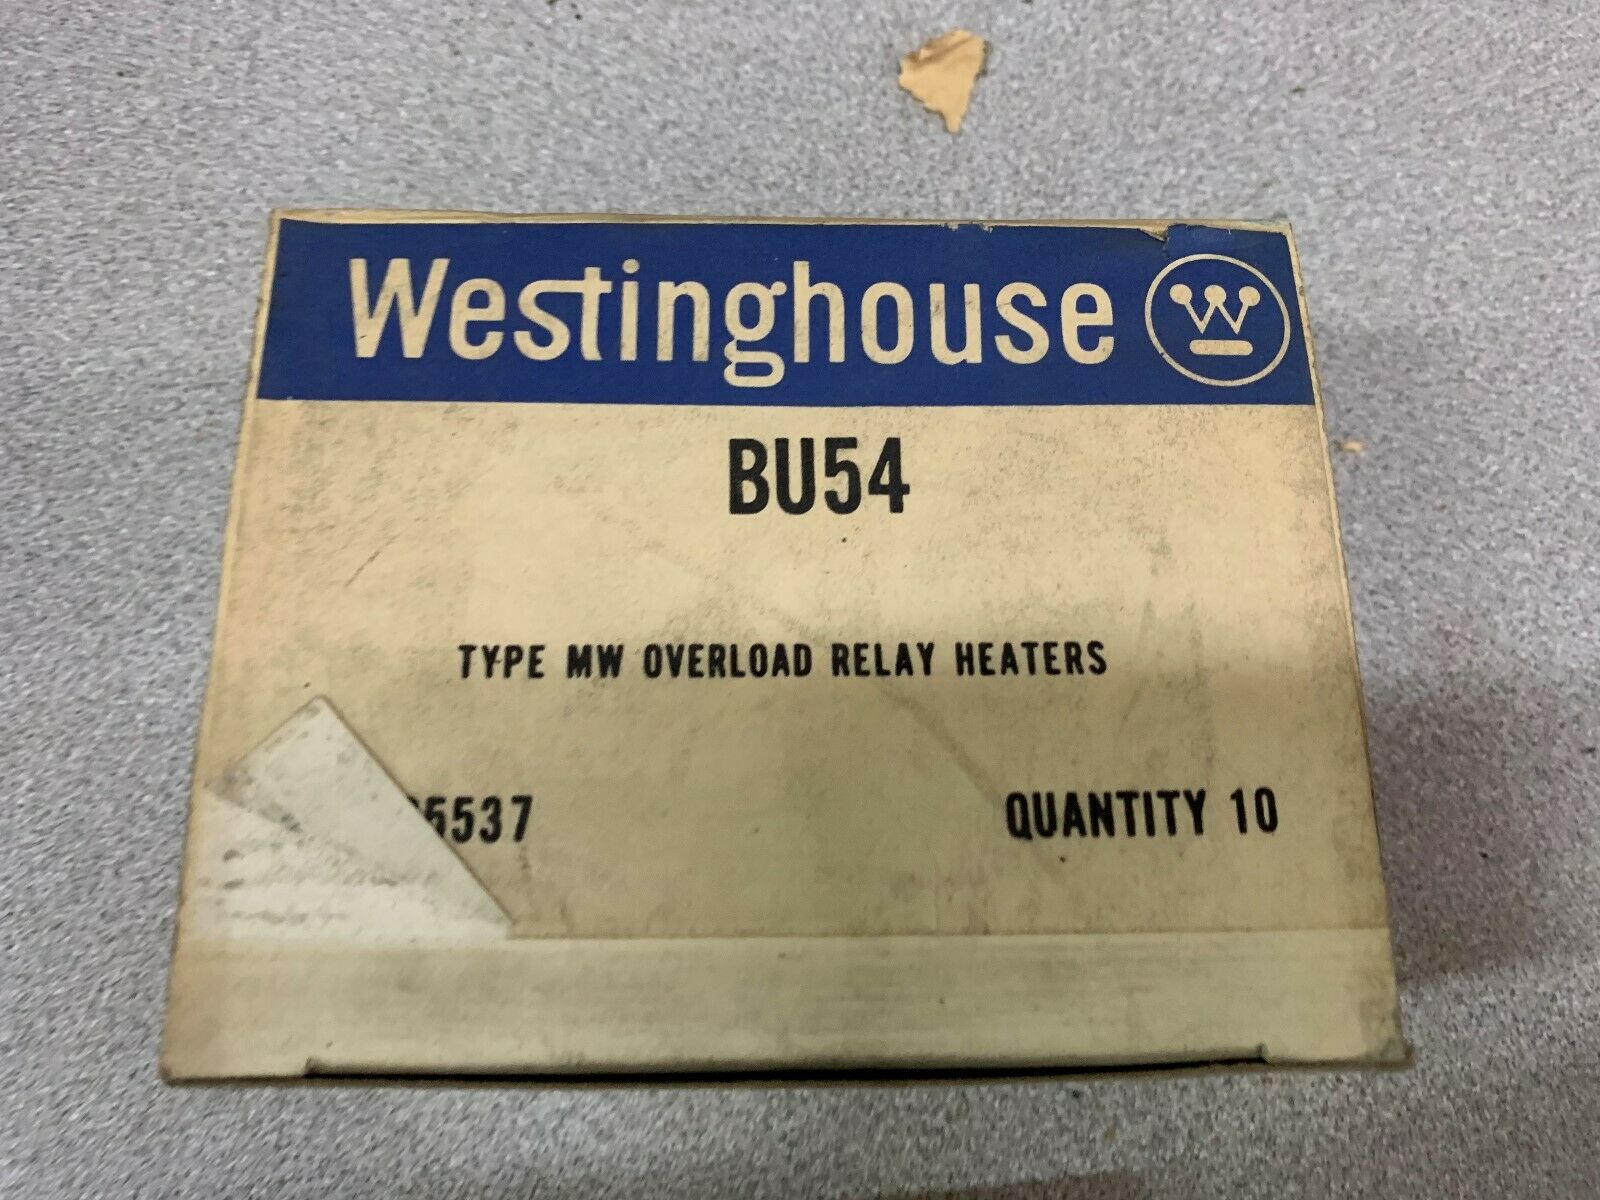 Westinghouse W
BU54
TYPE MW OVERLOAD RELAY HEATERS
5537 QUANTITY 10